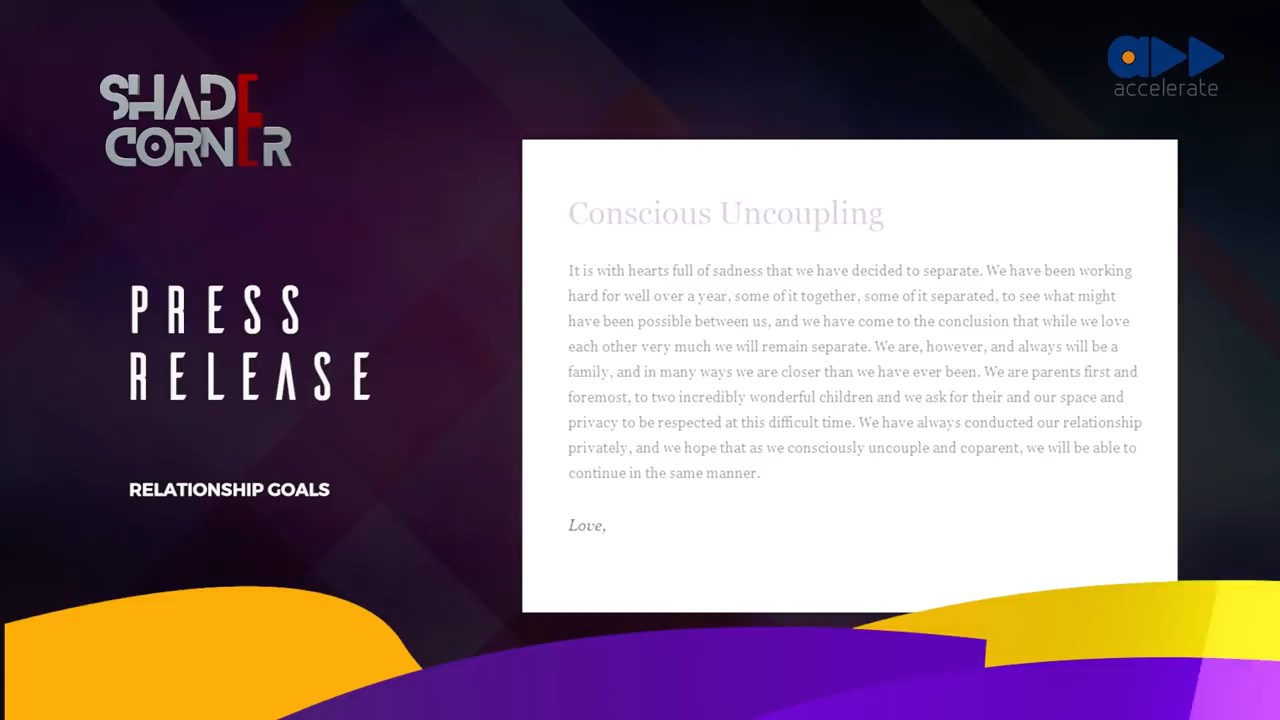 SHADE
CORNER
accelerate
PRESS
RELEASE
RELATIONSHIP GOALS
Conscious Uncoupling
It is with hearts full of sadness that we have decided to separate. We have been working
hard for well over a year, some of it together, some of it separated, to see what might
have been possible between us, and we have come to the conclusion that while we love
each other very much we will remain separate. We are, however, and always will be a
family, and in many ways we are closer than we have ever been. We are parents first and
foremost, to two incredibly wonderful children and we ask for their and our space and
privacy to be respected at this difficult time. We have always conducted our relationship
privately, and we hope that as we consciously uncouple and coparent, we will be able to
continue in the same manner.
Love,